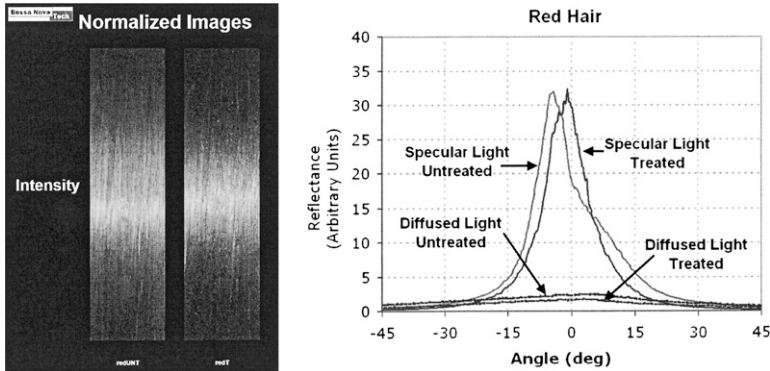 Bossa Nova
Tech
Normalized Images
Intensity
redUNT
redT
Red Hair
Reflectance
(Arbitrary Units)
40
35
30
25
20
15
10
5
0
Specular Light
Untreated
Specular Light
Treated
Diffused Light
Untreated
Diffused Light
Treated
-45
-30
-15
0
15
30
45
Angle (deg)